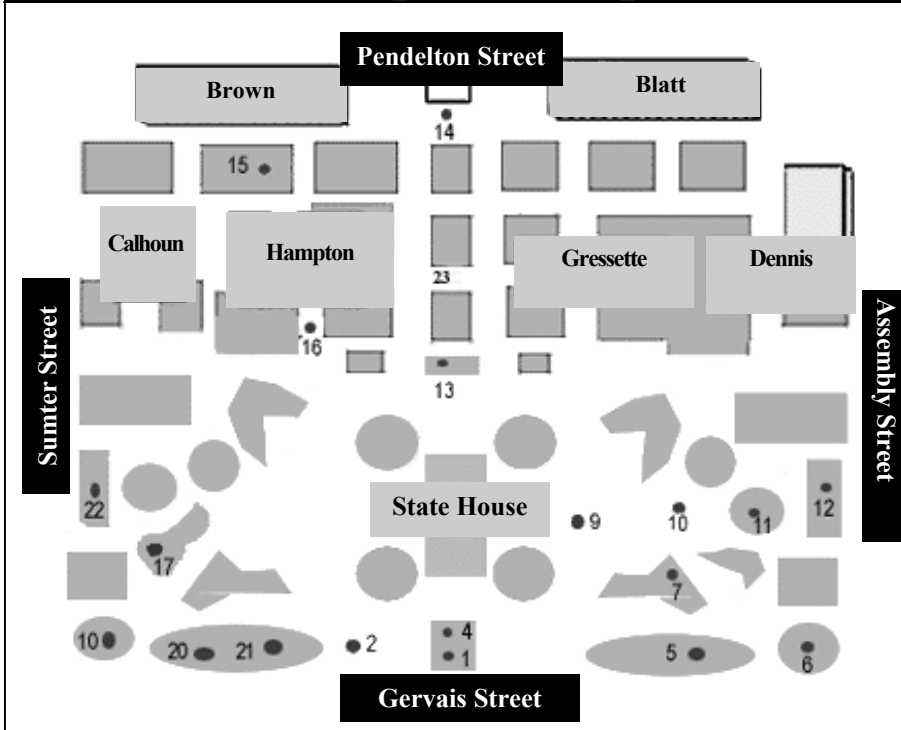 Pendelton Street
Brown
Blatt
14
15
Calhoun
Hampton
Gressette
Dennis
23
Sumter Street
Assembly Street
16
13
State House
22
9
10
11
12
17
7
10
20
21
2
4
1
5
6
Gervais Street